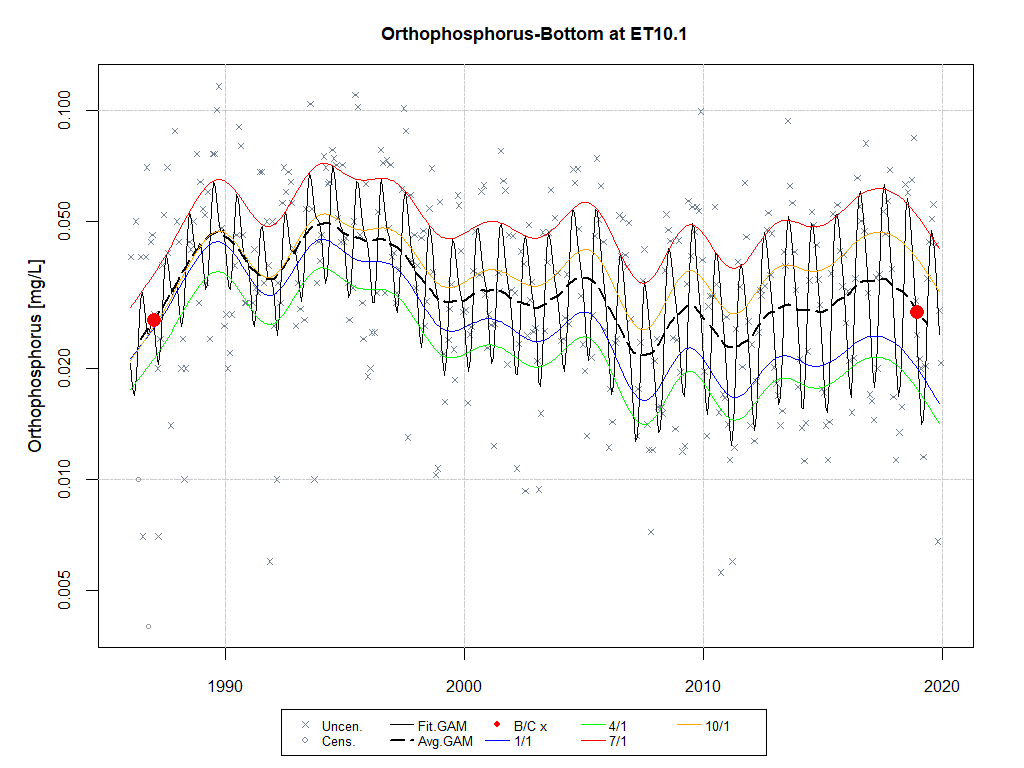 Orthophosphorus-Bottom at ET10.1
Orthophosphorus [mg/L]
0.100
0.050
0.020
0.010
0.005
1990 2000 2010 2020
Uncen. Fit.GAM B/C x 4/1 10/1
Cens. Avg.GAM 1/1 7/1